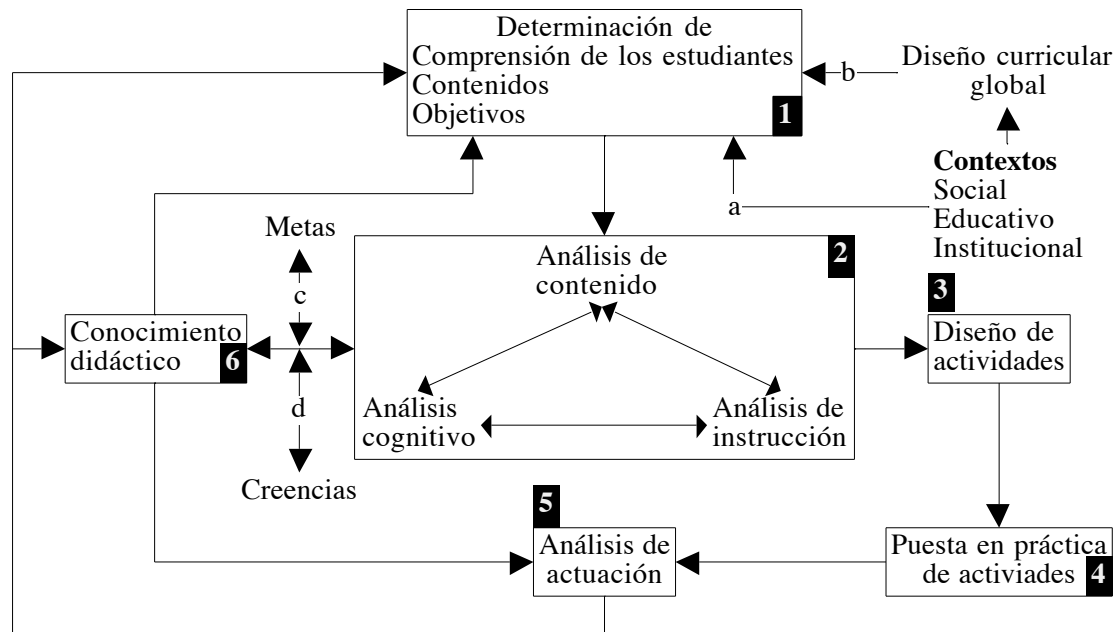 Determinación de
Comprensión de los estudiantes
Contenidos
Objetivos
1
b
Diseño curricular
global
Contextos
Social
Educativo
Institucional
a
Metas
c
d
Creencias
Conocimiento
didáctico
6
2
Análisis de
contenido
Análisis
cognitivo
Análisis de
instrucción
3
Diseño de
actividades
5
Análisis de
actuación
Puesta en práctica
de activiades
4